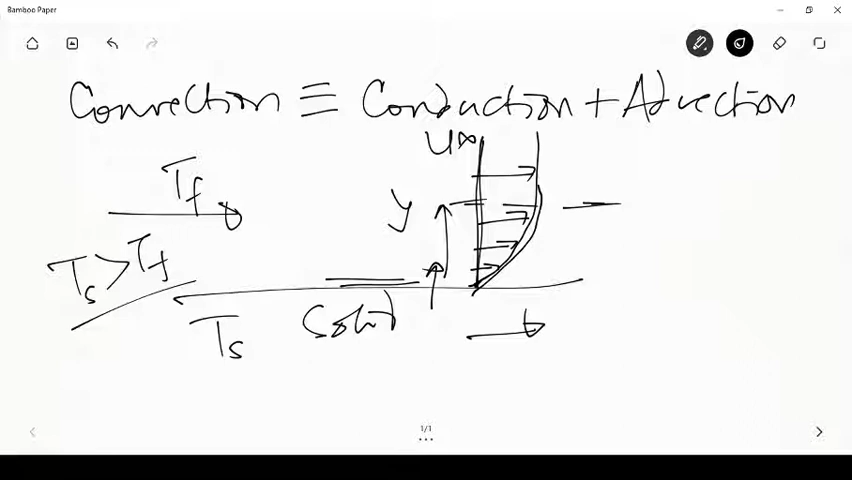 Bamboo Paper
Convection ≡ Conduction + Advection
U∞
Tf
y
Ts > Tf
Solid
Ts
1/1